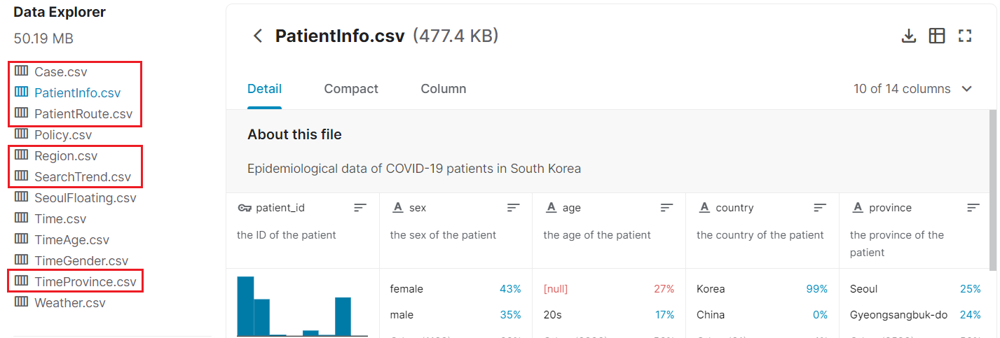 Data Explorer
50.19 MB
Case.csv
PatientInfo.csv
PatientRoute.csv
Policy.csv
Region.csv
SearchTrend.csv
SeoulFloating.csv
Time.csv
TimeAge.csv
TimeGender.csv
TimeProvince.csv
Weather.csv
PatientInfo.csv (477.4 KB)
Detail Compact Column 10 of 14 columns
About this file
Epidemiological data of COVID-19 patients in South Korea
patient_id sex age country province
the ID of the patient the sex of the patient the age of the patient the country of the patient the province of the
patient
female 43% [null] 27% Korea 99% Seoul 25%
male 35% 20s 17% China 0% Gyeongsangbuk-do 24%